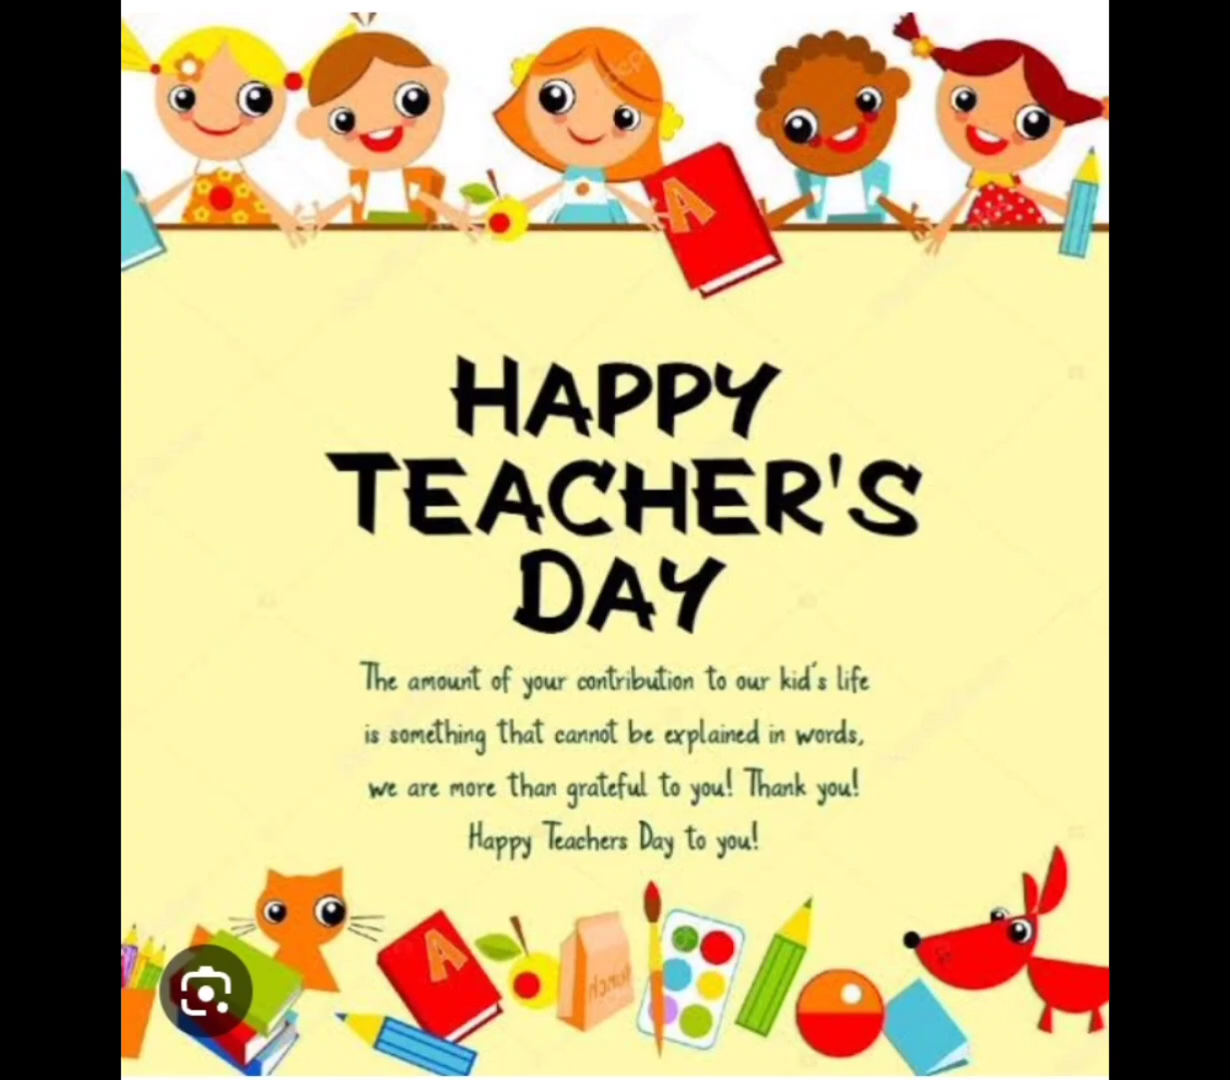 A
HAPPY
TEACHER'S
DAY
The amount of your contribution to our kid's life
is something that cannot be explained in words,
we are more than grateful to you! Thank you!
Happy Teachers Day to you!
A